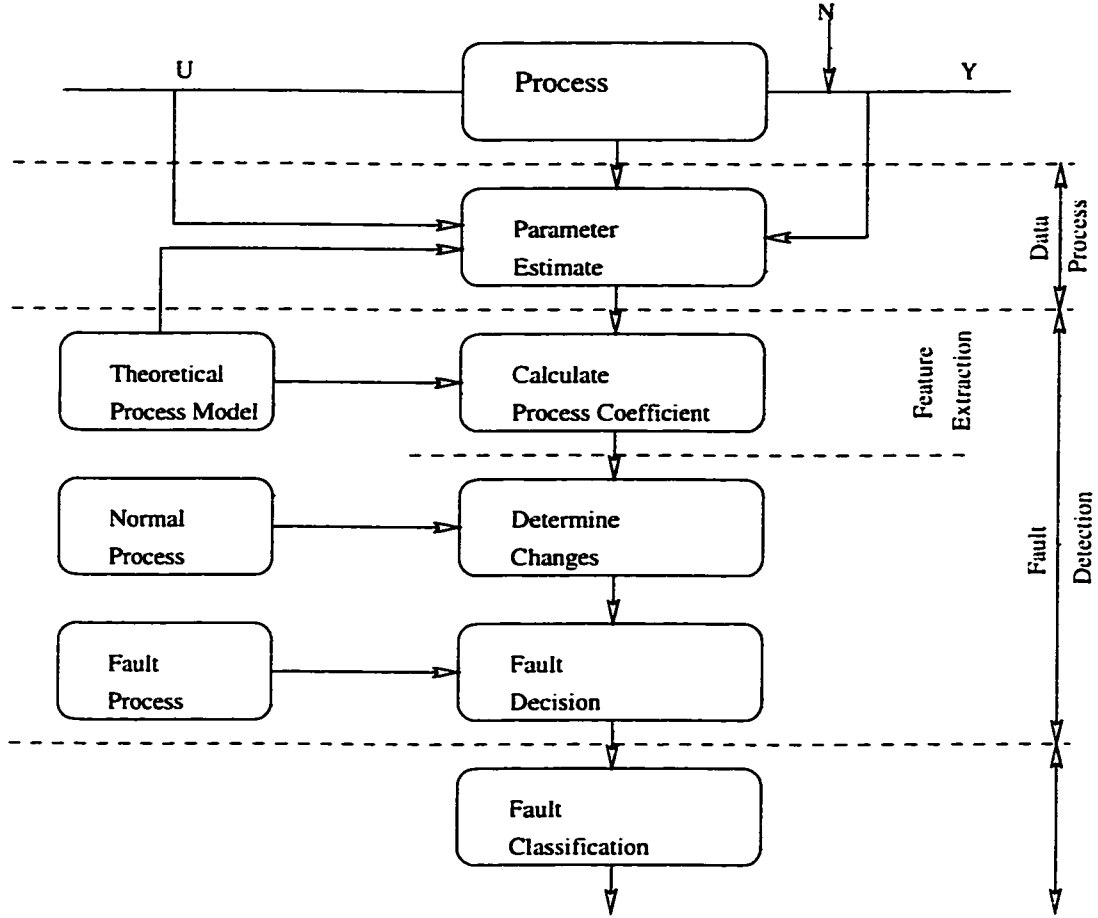 N
U
Process
Y
Parameter
Estimate
Data
Process
Theoretical
Process Model
Calculate
Process Coefficient
Feature
Extraction
Normal
Process
Determine
Changes
Fault
Detection
Fault
Process
Fault
Decision
Fault
Classification